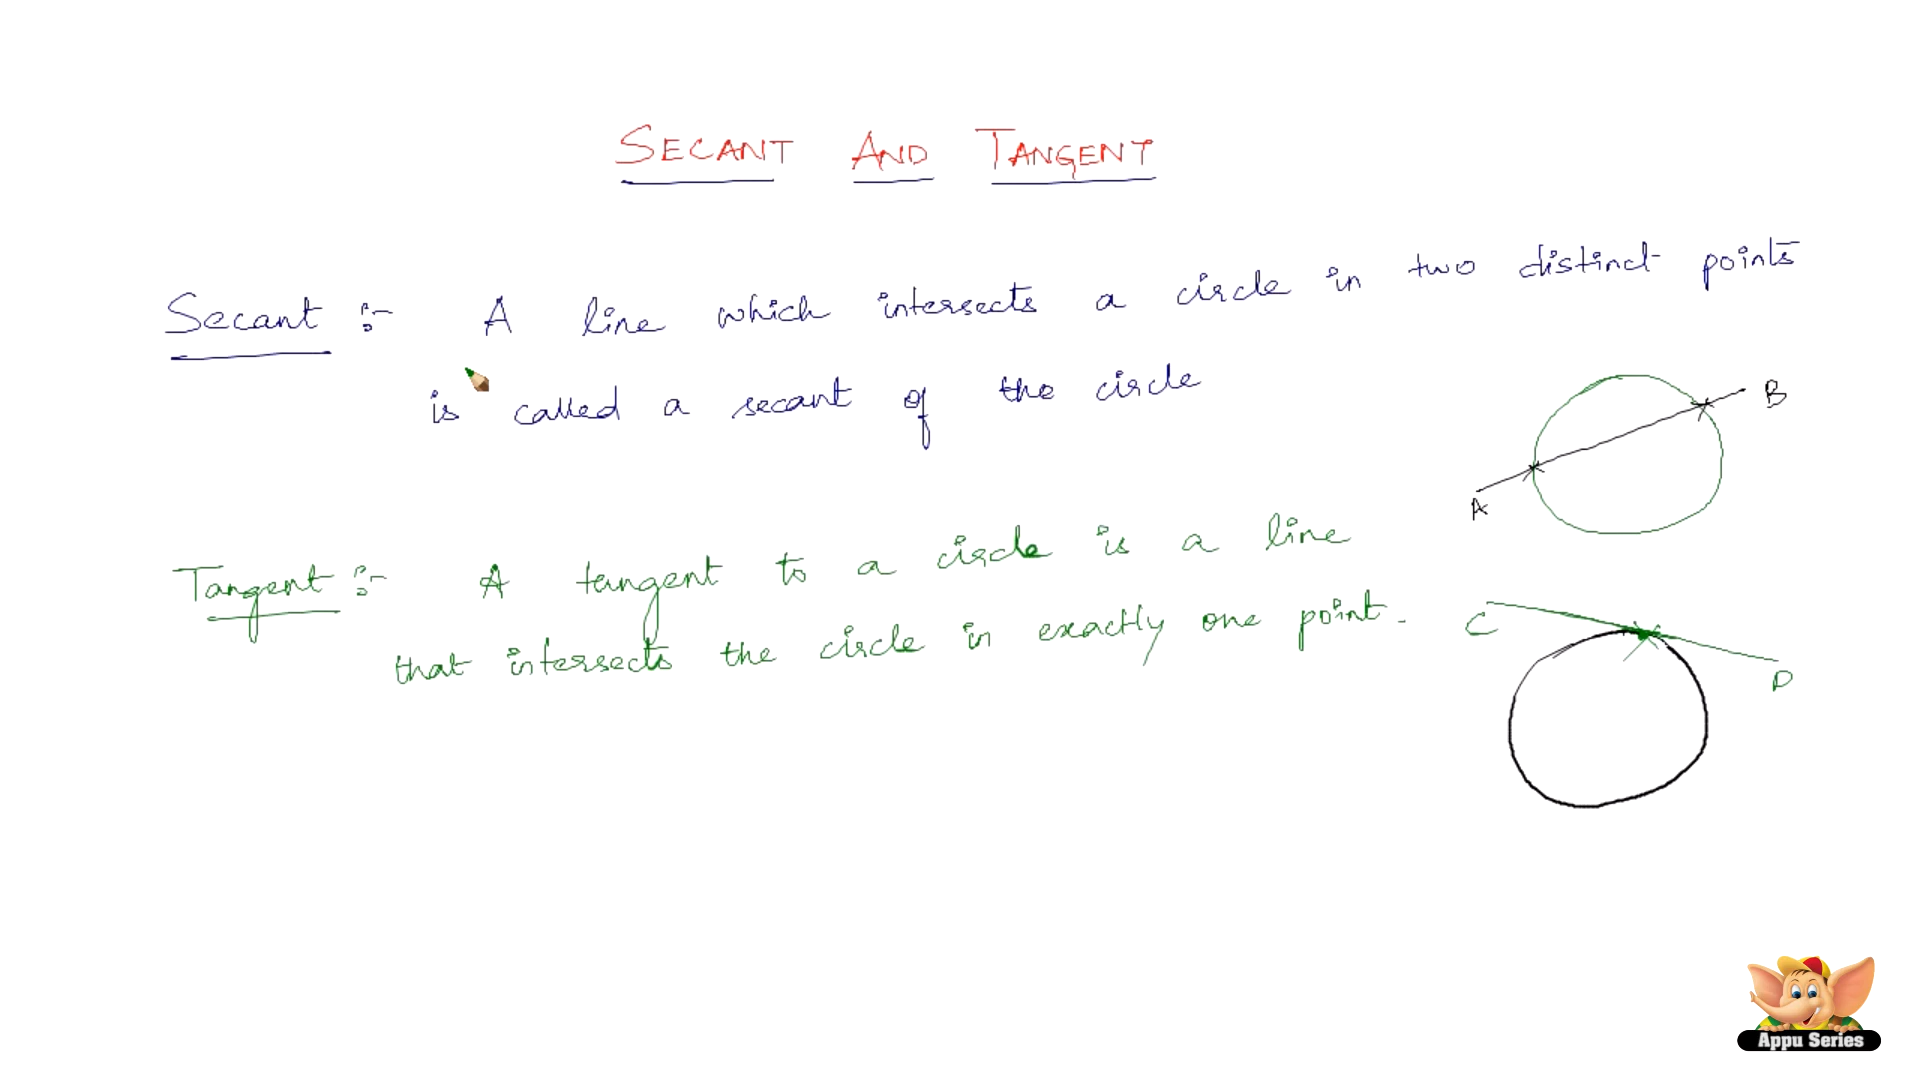 SECANT AND TANGENT
Secant :- A line which intersects a circle in two distinct points
is called a secant of the circle
B
A
Tangent :- A tangent to a circle is a line
that intersects the circle in exactly one point.
C
D
Appu Series